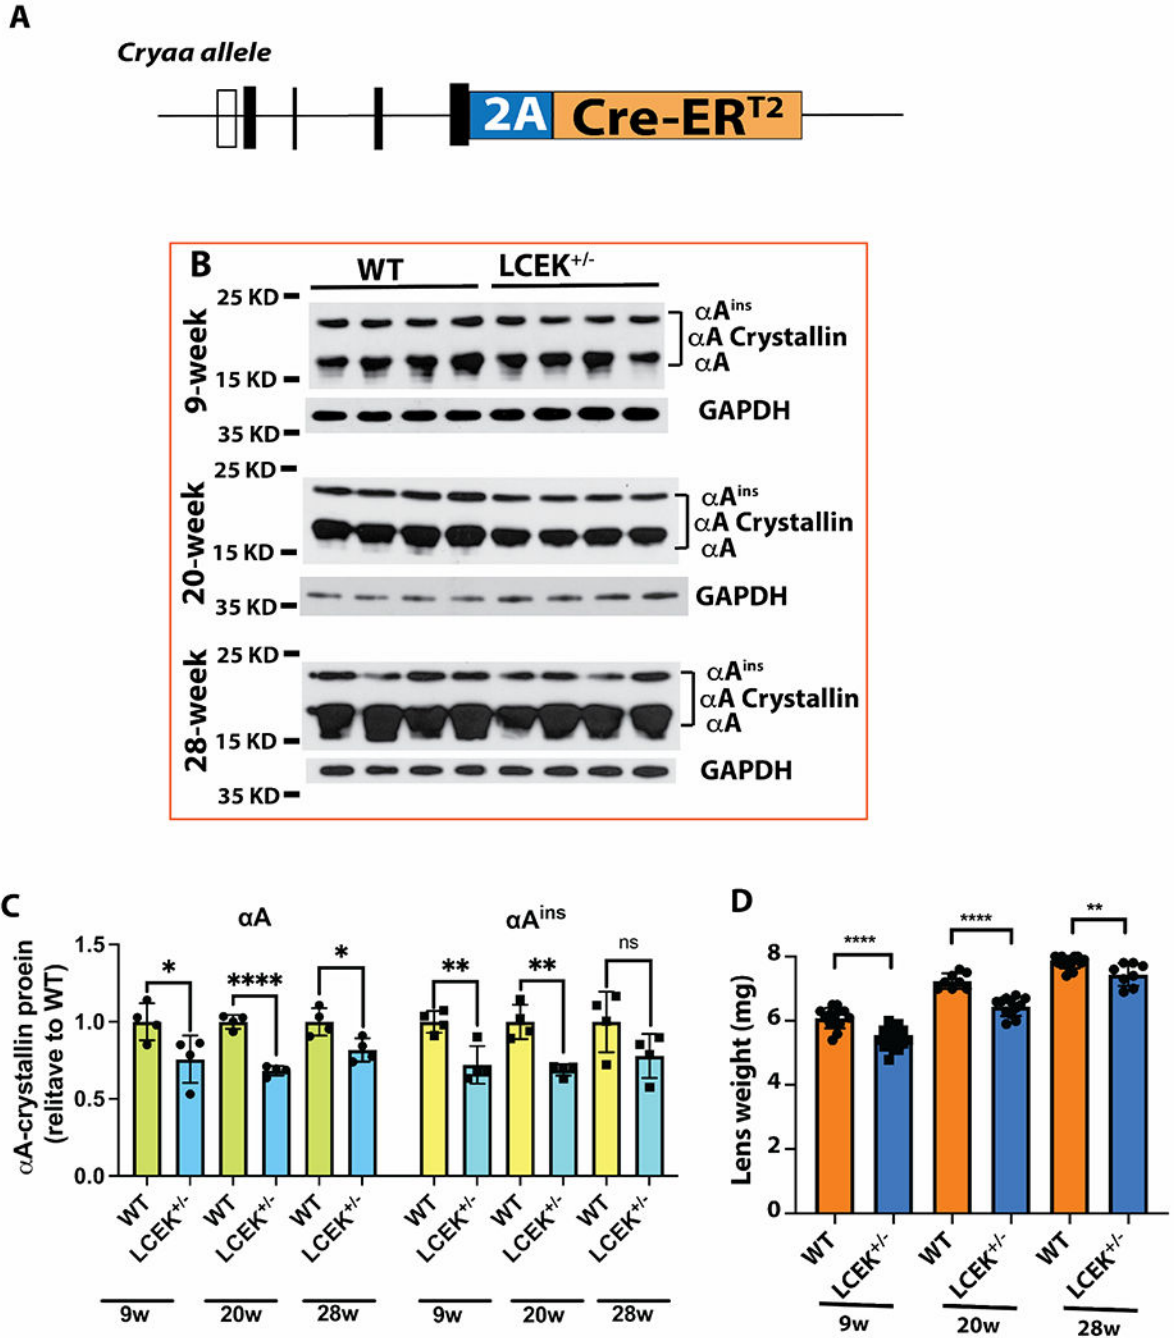 A
Cryaa allele
2A Cre-ERT2
B
WT LCEK+/-
9-week
25 KD
αAins
αA Crystallin
αA
15 KD
GAPDH
35 KD
20-week
25 KD
αAins
αA Crystallin
αA
15 KD
GAPDH
35 KD
28-week
25 KD
αAins
αA Crystallin
αA
15 KD
GAPDH
35 KD
C
αA αAins
αA-crystallin proein
(relitave to WT)
1.5
1.0
0.5
0.0
* **** * ** ** ns
WT LCEK+/- WT LCEK+/- WT LCEK+/- WT LCEK+/- WT LCEK+/- WT LCEK+/-
9w 20w 28w 9w 20w 28w
D
Lens weight (mg)
8
6
4
2
0
**** **** **
WT LCEK+/- WT LCEK+/- WT LCEK+/-
9w 20w 28w